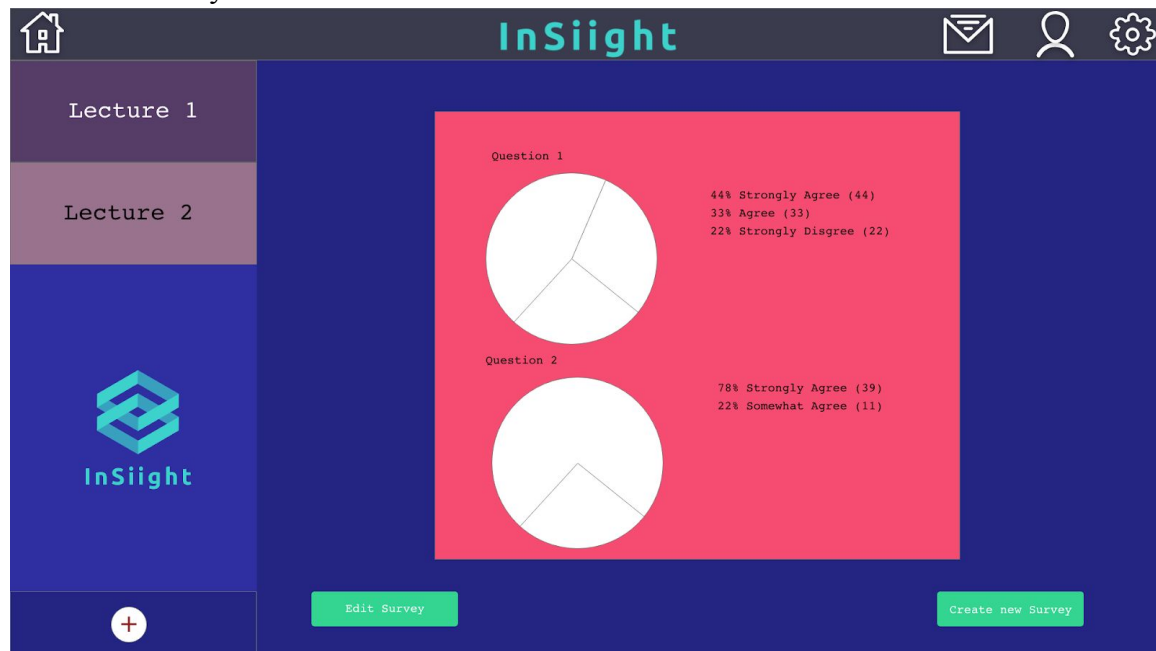 InSiight
Lecture 1
Lecture 2
InSiight
Question 1
44% Strongly Agree (44)
33% Agree (33)
22% Strongly Disgree (22)
Question 2
78% Strongly Agree (39)
22% Somewhat Agree (11)
Edit Survey
Create new Survey